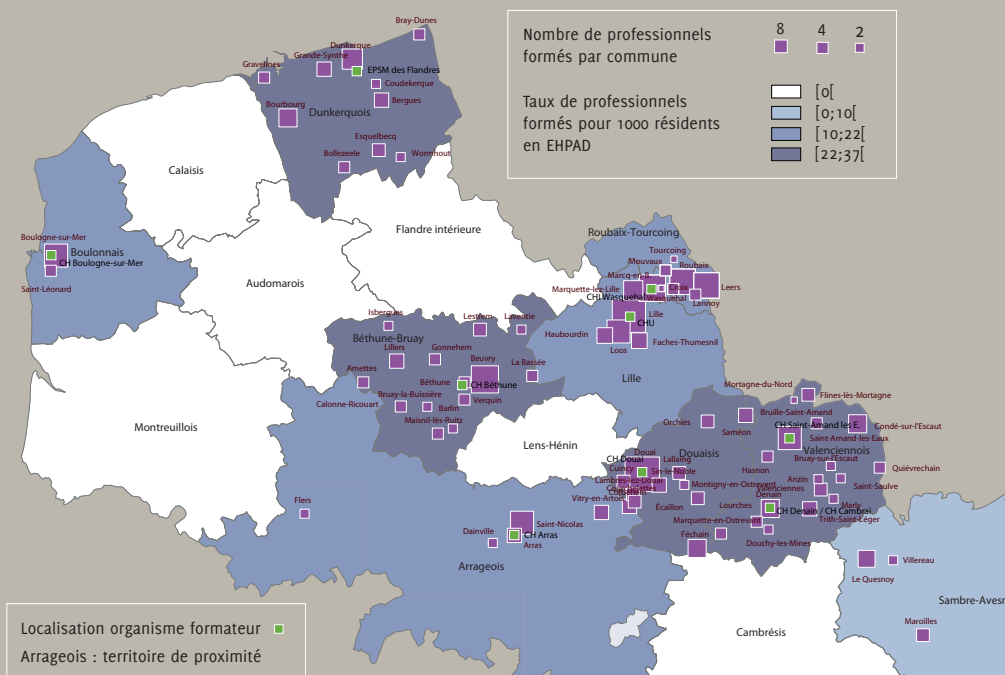 Nombre de professionnels
formés par commune
8 4 2
Taux de professionnels
formés pour 1000 résidents
en EHPAD
[0[
[0;10[
[10;22[
[22;37[
Bray-Dunes
Dunkerque
Grande-Synthe
Gravelines
EPSM des Flandres
Coudekerque
Bergues
Bourbourg
Dunkerquois
Esquelbecq
Bollezeele
Wormhout
Calaisis
Flandre intérieure
Audomarois
Boulogne-sur-Mer
Boulonnais
CH Boulogne-sur-Mer
Saint-Léonard
Montreuillois
Roubaix-Tourcoing
Tourcoing
Mouvaux
Roubaix
Marcq-en-B.
Marquette-lez-Lille
Croix
Leers
CHI Wasquehal
Wasquehal
Lannoy
Lille
CHU
Haubourdin
Loos
Faches-Thumesnil
Lille
Isbergues
Lestrem
Laventie
Béthune-Bruay
Lillers
Gonnehem
Beuvry
La Bassée
Amettes
Béthune
CH Béthune
Bruay-la-Buissière
Verquin
Calonne-Ricouart
Barlin
Maisnil-lès-Ruitz
Lens-Hénin
Mortagne-du-Nord
Flines-lès-Mortagne
Orchies
Saméon
Bruille-Saint-Amand
CH Saint-Amand les E.
Condé-sur-l'Escaut
Saint-Amand-les-Eaux
Valenciennois
Douaisis
Douai
CH Douai
Lallaing
Cuincy
Sin-le-Noble
Hasnon
Bruay-sur-l'Escaut
Quiévrechain
Lambres-lez-Douai
Montigny-en-Ostrevent
Anzin
Valenciennes
Saint-Saulve
Vitry-en-Artois
Écaillon
Lourches
Denain
Marly
CH Denain / CH Cambrai
Trith-Saint-Léger
Marquette-en-Ostrevant
Douchy-les-Mines
Féchain
Flers
Saint-Nicolas
Dainville
CH Arras
Arras
Arrageois
Le Quesnoy
Villereau
Sambre-Avesn
Maroilles
Cambrésis
Localisation organisme formateur
Arrageois : territoire de proximité